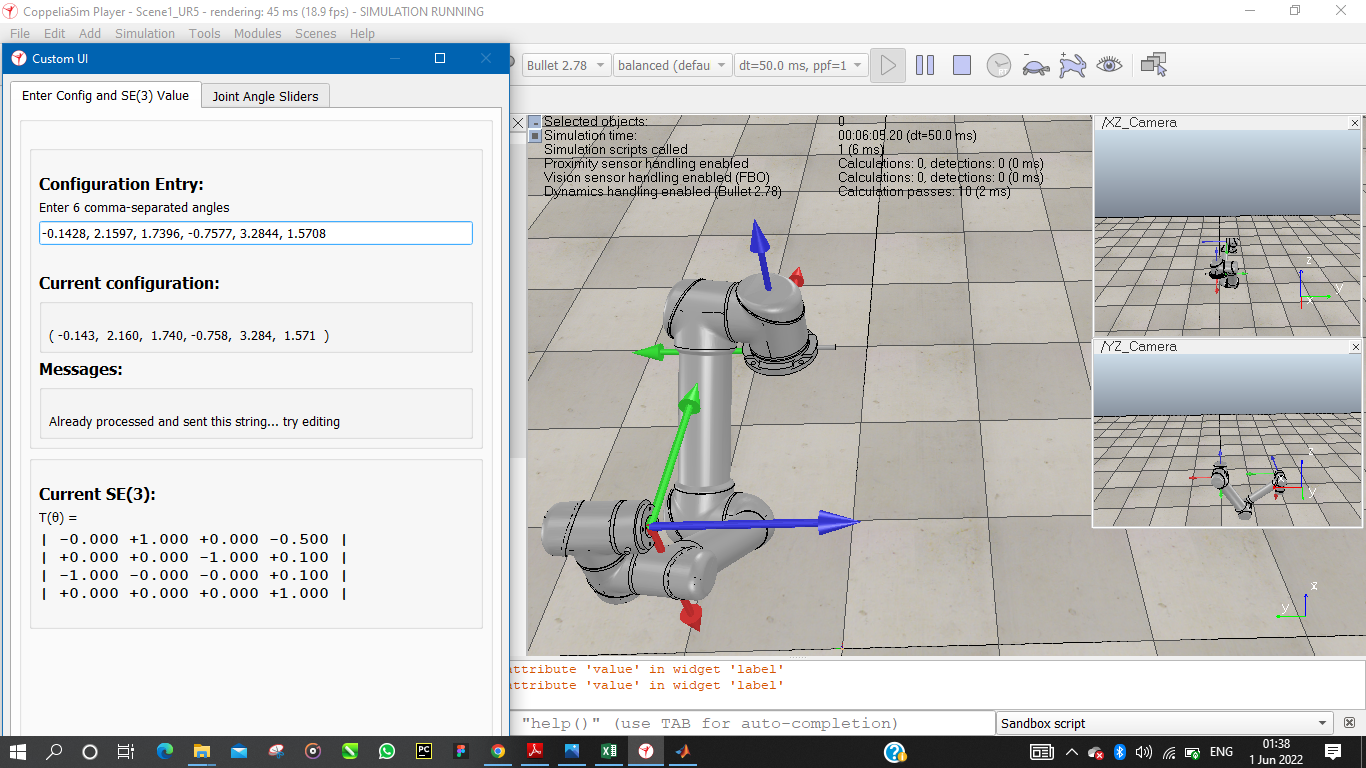 CoppeliaSim Player - Scene1_UR5 - rendering: 45 ms (18.9 fps) - SIMULATION RUNNING
File Edit Add Simulation Tools Modules Scenes Help
Custom UI
Bullet 2.78
balanced (defau
dt=50.0 ms, ppf=1
Enter Config and SE(3) Value
Joint Angle Sliders
Configuration Entry:
Enter 6 comma-separated angles
-0.1428, 2.1597, 1.7396, -0.7577, 3.2844, 1.5708
Current configuration:
( -0.143, 2.160, 1.740, -0.758, 3.284, 1.571 )
Messages:
Already processed and sent this string... try editing
Current SE(3):
T(θ) =
| -0.000 +1.000 +0.000 -0.500 |
| +0.000 +0.000 -1.000 +0.100 |
| -1.000 -0.000 -0.000 +0.100 |
| +0.000 +0.000 +0.000 +1.000 |
Selected objects: 0
Simulation time: 00:06:05.20 (dt=50.0 ms)
Simulation scripts called 1 (6 ms)
Proximity sensor handling enabled Calculations: 0, detections: 0 (0 ms)
Vision sensor handling enabled (FBO) Calculations: 0, detections: 0 (0 ms)
Dynamics handling enabled (Bullet 2.78) Calculation passes: 10 (2 ms)
/XZ_Camera
z
y
x
/YZ_Camera
y
z
y
attribute 'value' in widget 'label'
attribute 'value' in widget 'label'
"help()" (use TAB for auto-completion)
Sandbox script
PC
ENG
01:38
1 Jun 2022